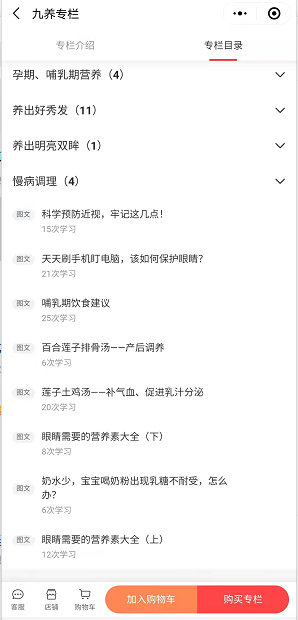 九养专栏
专栏介绍
专栏目录
孕期、哺乳期营养（4）
养出好秀发（11）
养出明亮双眸（1）
慢病调理（4）
图文 科学预防近视，牢记这几点！
15次学习
图文 天天刷手机盯电脑，该如何保护眼睛？
21次学习
图文 哺乳期饮食建议
25次学习
图文 百合莲子排骨汤——产后调养
6次学习
图文 莲子土鸡汤——补气血、促进乳汁分泌
20次学习
图文 眼睛需要的营养素大全（下）
8次学习
图文 奶水少，宝宝喝奶粉出现乳糖不耐受，怎么
办？
6次学习
图文 眼睛需要的营养素大全（上）
12次学习
客服 店铺 购物车 加入购物车 购买专栏